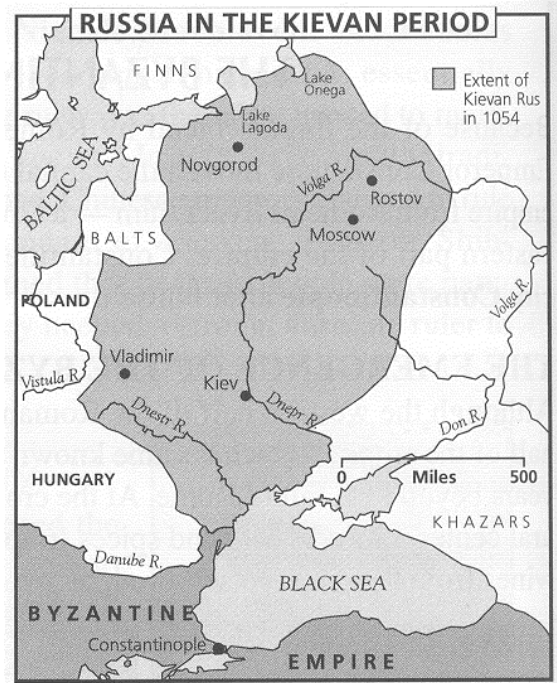 RUSSIA IN THE KIEVAN PERIOD
FINNS
Lake
Onega
Extent of
Kievan Rus
in 1054
Lake
Lagoda
Novgorod
BALTIC SEA
Volga R.
Rostov
Moscow
BALTS
Volga R.
POLAND
Vladimir
Vistula R
Kiev
Dnepr R.
Dnestr R.
Don R.
0 Miles 500
HUNGARY
KHAZARS
Danube R.
BLACK SEA
BYZANTINE
Constantinople
EMPIRE